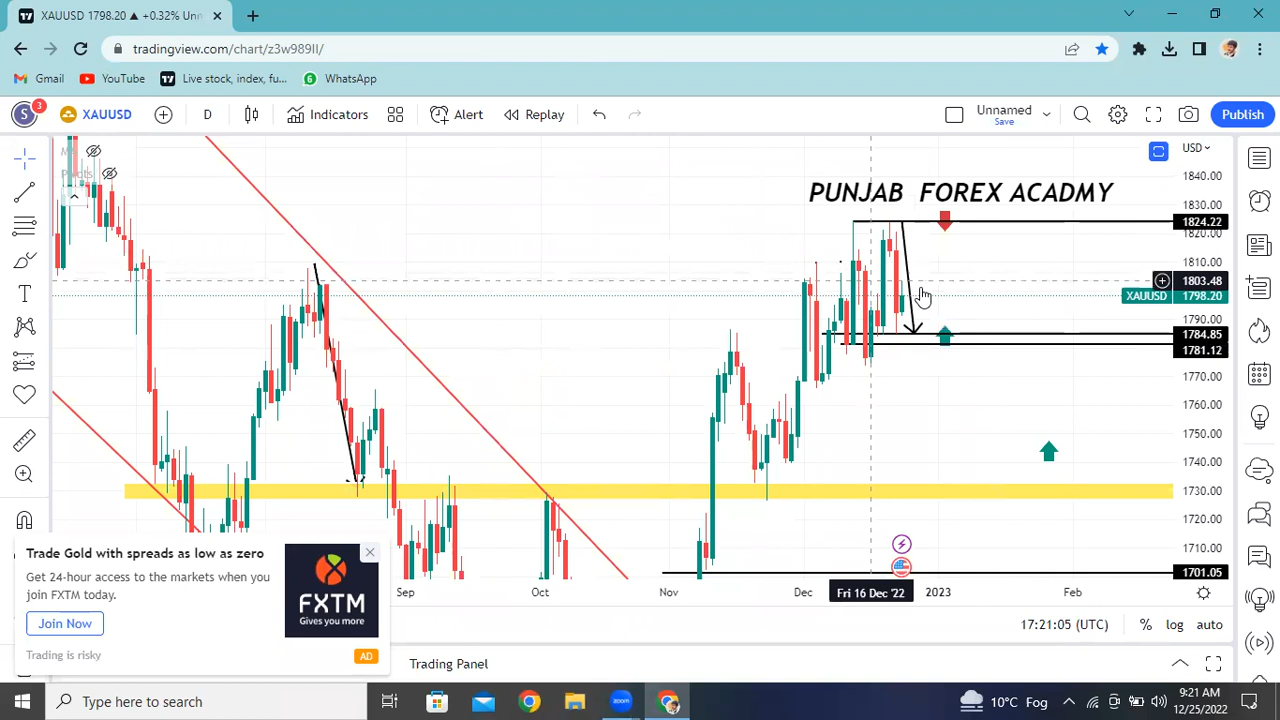 XAUUSD 1798.20 ▲ +0.32% Un
tradingview.com/chart/z3w989II/
Gmail
YouTube
Live stock, index, fu...
6
WhatsApp
S
3
XAUUSD
D
Indicators
Alert
Replay
Unnamed
Save
Publish
USD
PUNJAB FOREX ACADMY
1840.00
1830.00
1824.22
1820.00
1810.00
1803.48
XAUUSD 1798.20
1790.00
1784.85
1781.12
1770.00
1760.00
1750.00
1740.00
1730.00
1720.00
1710.00
1701.05
Trade Gold with spreads as low as zero
Get 24-hour access to the markets when you
join FXTM today.
Join Now
Trading is risky
AD
FXTM
Gives you more
Sep
Oct
Nov
Dec
Fri 16 Dec '22
2023
Feb
17:21:05 (UTC)
%
log
auto
Trading Panel
Type here to search
zoom
10°C Fog
9:21 AM
12/25/2022